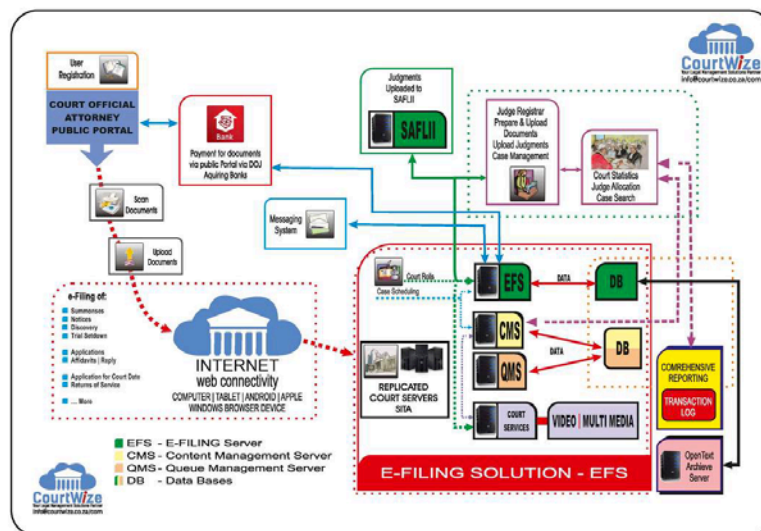 User
Registration
COURT OFFICIAL
ATTORNEY
PUBLIC PORTAL
Bank
Payment for documents
via public Portal via DOJ
Aquiring Banks
Scan
Documents
Upload
Documents
Messaging
System
Judgments
Uploaded to
SAFLII
SAFLII
Judge Registrar
Prepare & Upload
Documents
Upload Judgments
Case Management
Court Statistics
Judge Allocation
Case Search
CourtWize
Your Legal Management Solutions Partner
info@courtwize.co.za/com
e-Filing of:
Summonses
Notices
Discovery
Trial Setdown
Applications
Affidavits | Reply
Application for Court Date
Returns of Service
.... More
INTERNET
web connectivity
COMPUTER | TABLET | ANDROID | APPLE
WINDOWS BROWSER DEVICE
Court Rolls
Case Scheduling
REPLICATED
COURT SERVERS
SITA
EFS
DATA
DB
CMS
QMS
DATA
DB
COURT
SERVICES
VIDEO | MULTI MEDIA
E-FILING SOLUTION - EFS
COMREHENSIVE
REPORTING
TRANSACTION
LOG
OpenText
Archieve
Server
EFS - E-FILING Server
CMS - Content Management Server
QMS - Queue Management Server
DB - Data Bases
CourtWize
Your Legal Management Solutions Partner
info@courtwize.co.za/com